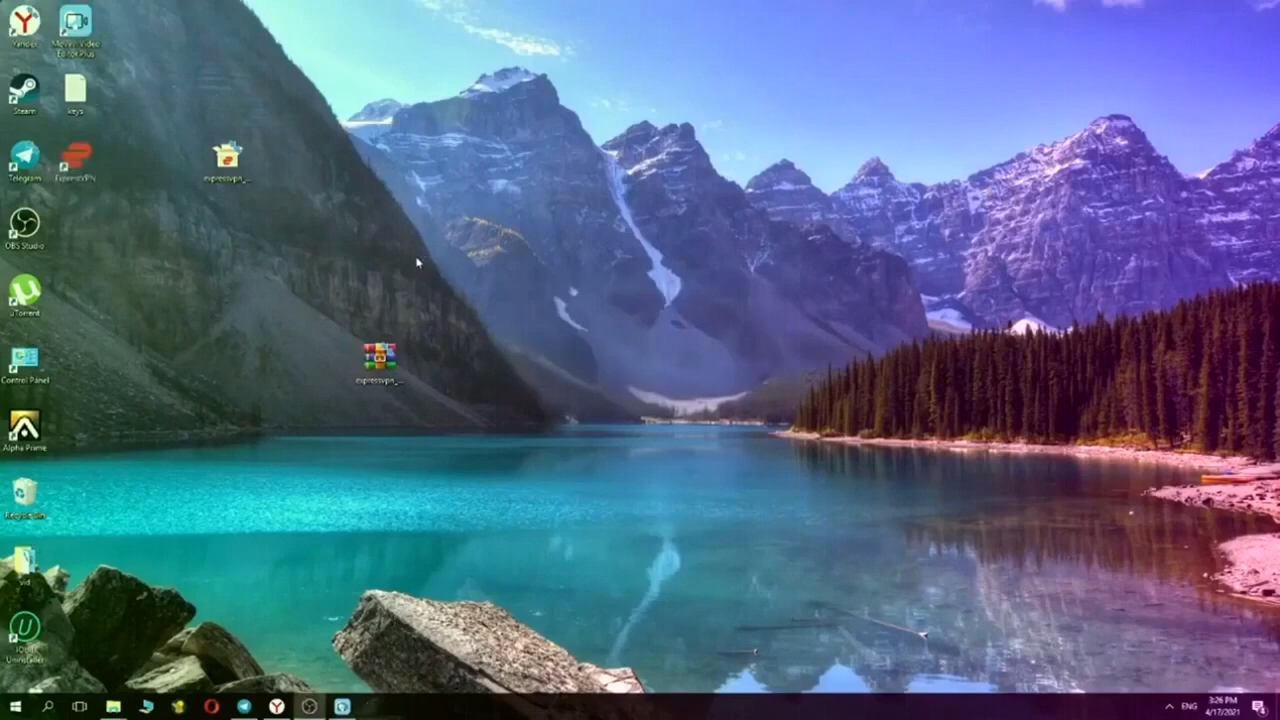 Yandex
Movavi Video
Editor Plus
Steam
keys
Telegram
ExpressVPN
expressvpn_...
OBS Studio
uTorrent
Control Panel
expressvpn_...
Alpha Prime
Recycle Bin
vid
IObit
Uninstaller
ENG
3:26 PM
4/17/2021